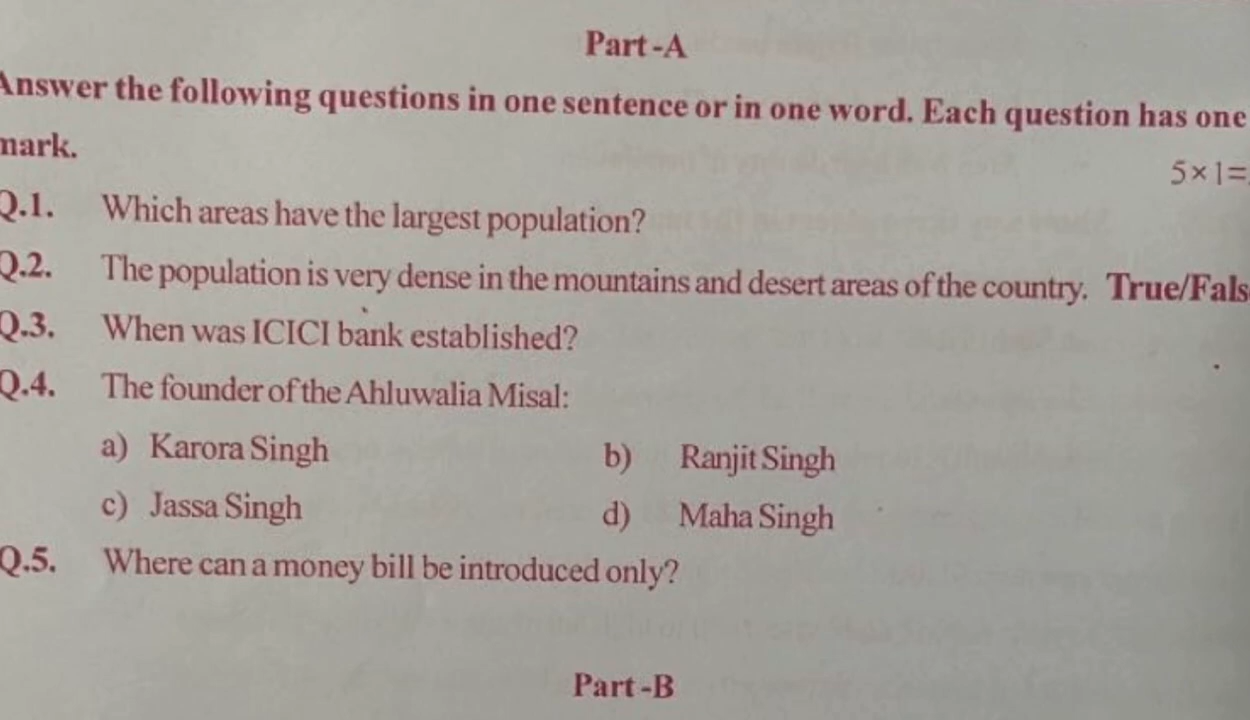 Part-A
Answer the following questions in one sentence or in one word. Each question has one
mark.
5×1=
Q.1. Which areas have the largest population?
Q.2. The population is very dense in the mountains and desert areas of the country. True/Fals
Q.3. When was ICICI bank established?
Q.4. The founder of the Ahluwalia Misal:
a) Karora Singh b) Ranjit Singh
c) Jassa Singh d) Maha Singh
Q.5. Where can a money bill be introduced only?
Part-B